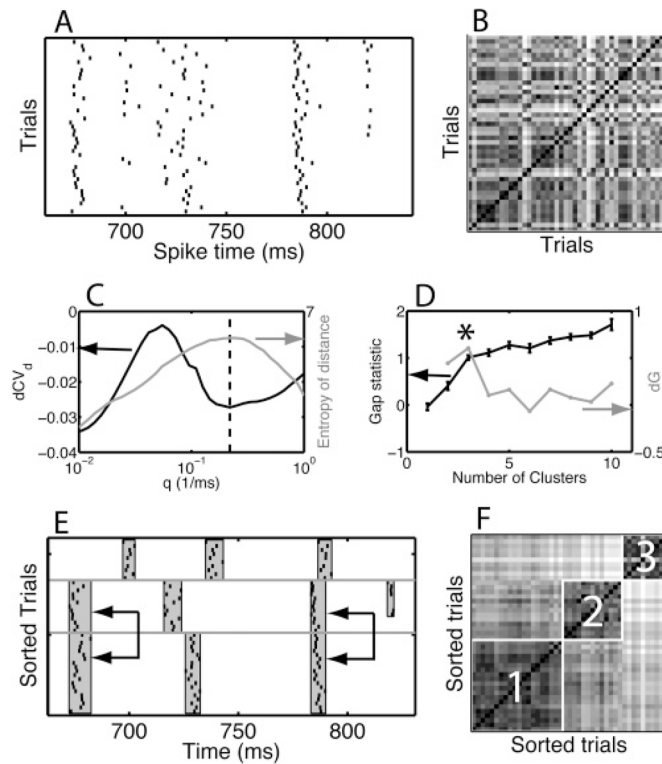 A
Trials
700 750 800
Spike time (ms)
B
Trials
Trials
C
0
−0.01
−0.02
−0.03
−0.04
dCV_d
7
Entropy of distance
10^-2 10^-1 10^0
q (1/ms)
D
2
1
0
−1
Gap statistic
*
1
-0.5
dG
0 5 10
Number of Clusters
E
Sorted Trials
700 750 800
Time (ms)
F
Sorted trials
1
2
3
Sorted trials